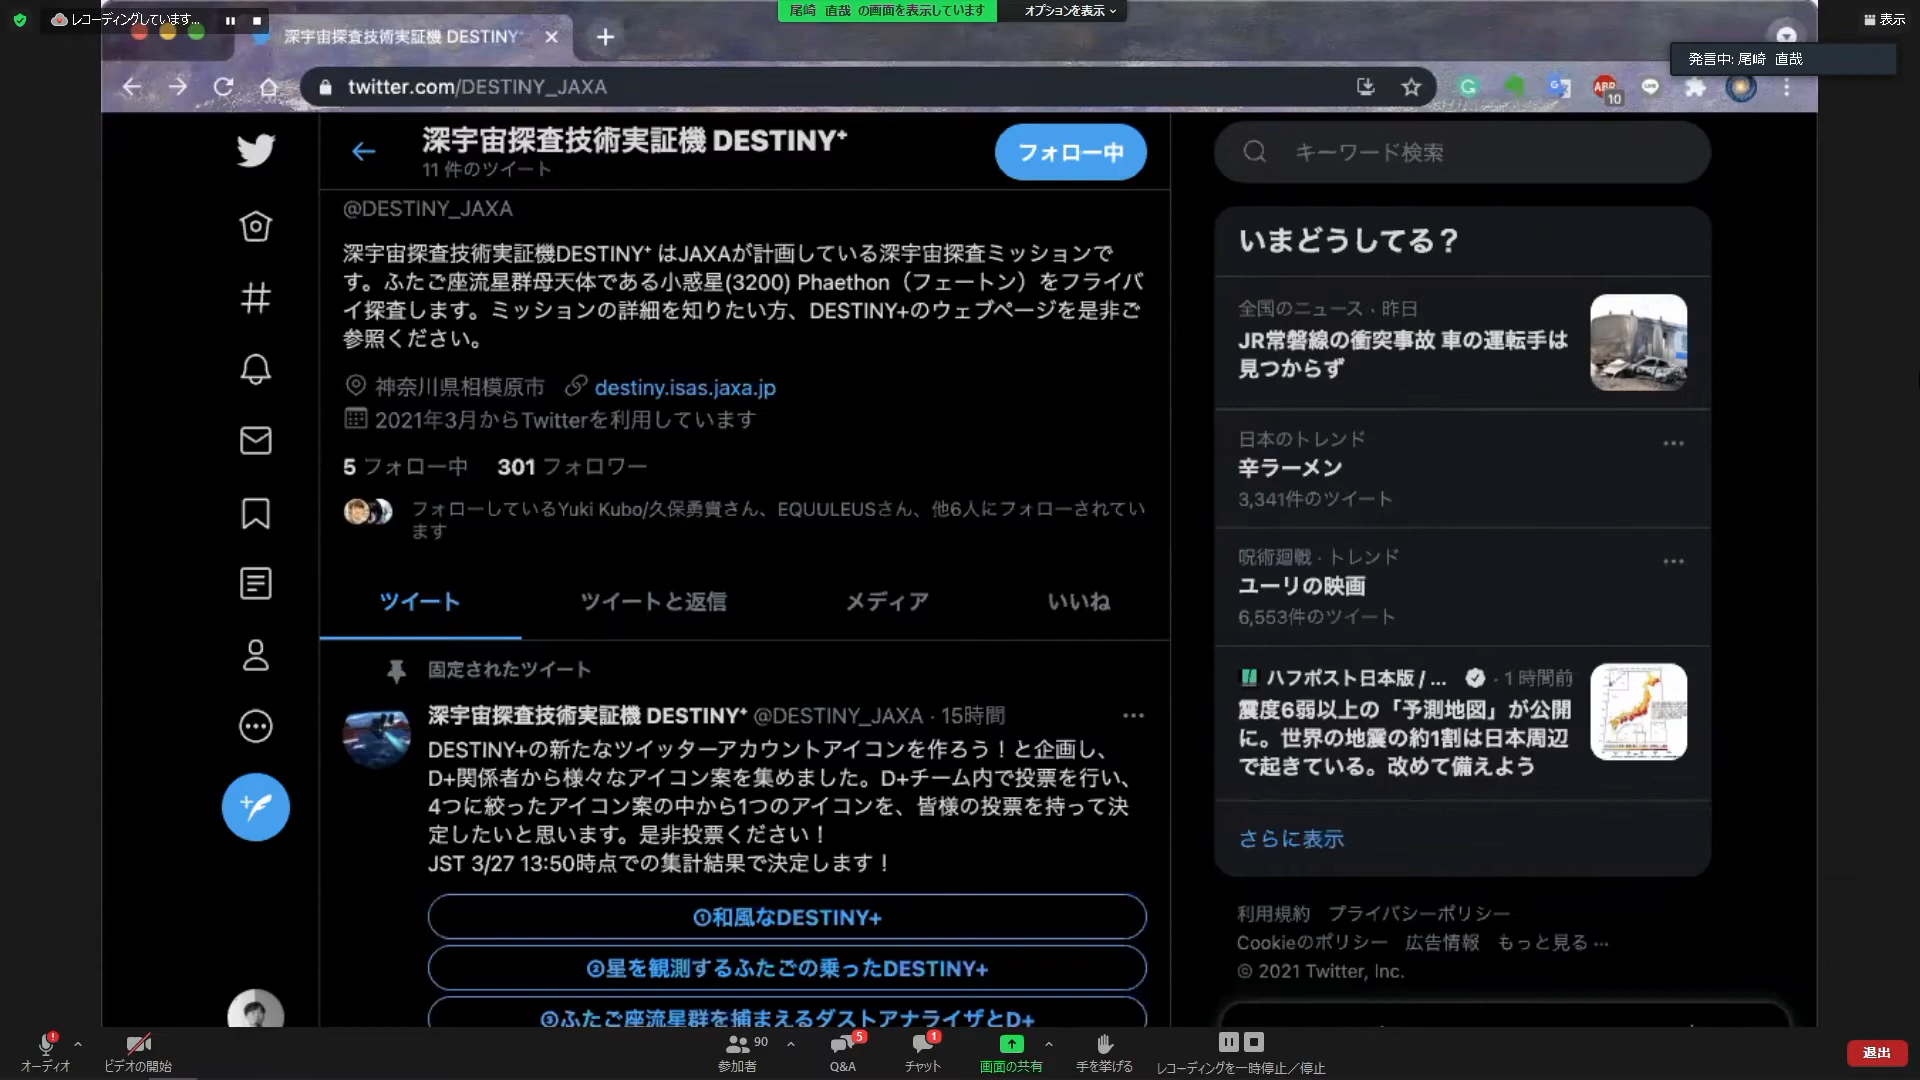 レコーディングしています...
尾崎 直哉 の画面を表示しています
オプションを表示
表示
深宇宙探査技術実証機 DESTINY⁺
発言中: 尾崎 直哉
twitter.com/DESTINY_JAXA
ABP
10
深宇宙探査技術実証機 DESTINY⁺
11 件のツイート
フォロー中
@DESTINY_JAXA
深宇宙探査技術実証機DESTINY⁺ はJAXAが計画している深宇宙探査ミッションで
す。ふたご座流星群母天体である小惑星(3200) Phaethon（フェートン）をフライバ
イ探査します。ミッションの詳細を知りたい方、DESTINY+のウェブページを是非ご
参照ください。
神奈川県相模原市 destiny.isas.jaxa.jp
2021年3月からTwitterを利用しています
5 フォロー中 301 フォロワー
フォローしているYuki Kubo/久保勇貴さん、EQUULEUSさん、他6人にフォローされてい
ます
ツイート ツイートと返信 メディア いいね
固定されたツイート
深宇宙探査技術実証機 DESTINY⁺ @DESTINY_JAXA · 15時間
DESTINY+の新たなツイッターアカウントアイコンを作ろう！と企画し、
D+関係者から様々なアイコン案を集めました。D+チーム内で投票を行い、
4つに絞ったアイコン案の中から1つのアイコンを、皆様の投票を持って決
定したいと思います。是非投票ください！
JST 3/27 13:50時点での集計結果で決定します！
①和風なDESTINY+
②星を観測するふたごの乗ったDESTINY+
③ふたご座流星群を捕まえるダストアナライザとD+
キーワード検索
いまどうしてる？
全国のニュース · 昨日
JR常磐線の衝突事故 車の運転手は
見つからず
日本のトレンド
辛ラーメン
3,341件のツイート
呪術廻戦 · トレンド
ユーリの映画
6,553件のツイート
ハフポスト日本版 / ... · 1 時間前
震度6弱以上の「予測地図」が公開
に。世界の地震の約1割は日本周辺
で起きている。改めて備えよう
さらに表示
利用規約 プライバシーポリシー
Cookieのポリシー 広告情報 もっと見る ···
© 2021 Twitter, Inc.
オーディオ
ビデオの開始
90
参加者
5
Q&A
1
チャット
画面の共有
手を挙げる
レコーディングを一時停止／停止
退出